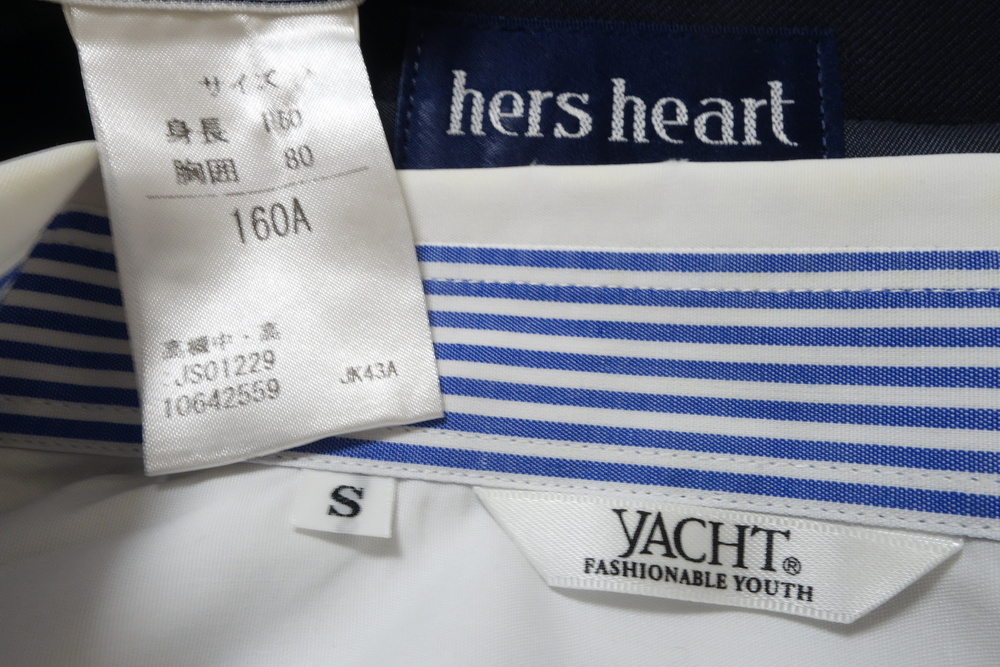 サイズ
身長 160
胸囲 80
160A
:JS01229
10642559
JK43A
hers heart
S
YACHT®
FASHIONABLE YOUTH